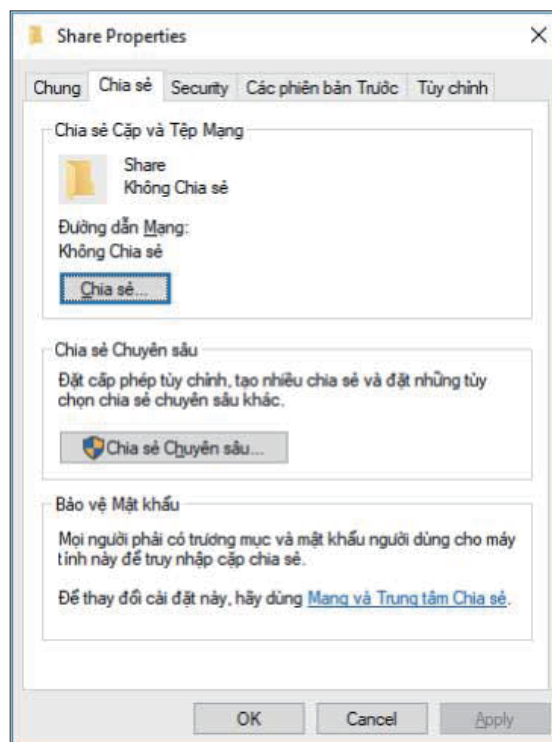 Share Properties
Chung Chia sẻ Security Các phiên bản Trước Tùy chỉnh
Chia sẻ Cặp và Tệp Mạng
Share
Không Chia sẻ
Đường dẫn Mạng:
Không Chia sẻ
Chia sẻ...
Chia sẻ Chuyên sâu
Đặt cấp phép tùy chỉnh, tạo nhiều chia sẻ và đặt những tùy
chọn chia sẻ chuyên sâu khác.
Chia sẻ Chuyên sâu...
Bảo vệ Mật khẩu
Mọi người phải có trương mục và mật khẩu người dùng cho máy
tính này để truy nhập cặp chia sẻ.
Để thay đổi cài đặt này, hãy dùng Mạng và Trung tâm Chia sẻ.
OK Cancel Apply